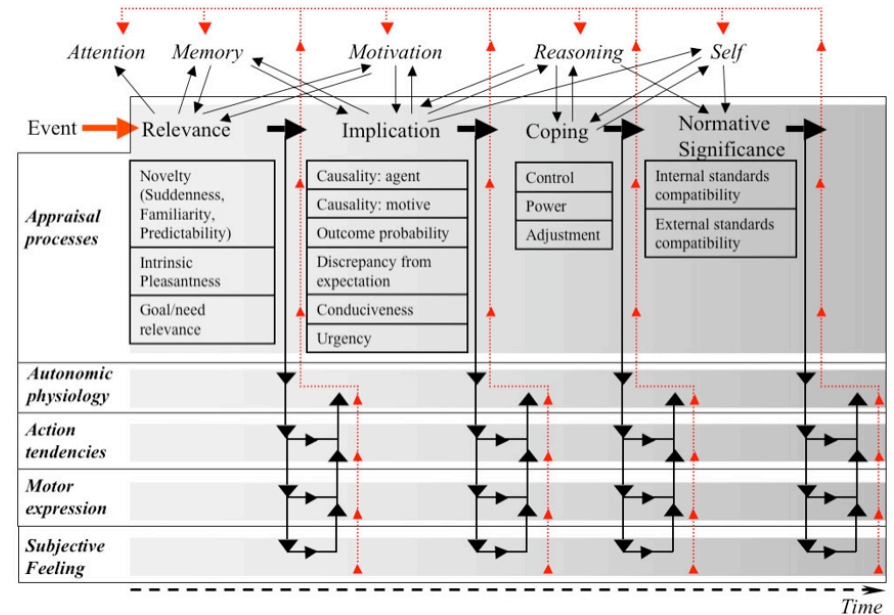 Attention Memory Motivation Reasoning Self
Event Relevance Implication Coping Normative
Significance
Appraisal
processes
Novelty
(Suddenness,
Familiarity,
Predictability)
Intrinsic
Pleasantness
Goal/need
relevance
Causality: agent
Causality: motive
Outcome probability
Discrepancy from
expectation
Conduciveness
Urgency
Control
Power
Adjustment
Internal standards
compatibility
External standards
compatibility
Autonomic
physiology
Action
tendencies
Motor
expression
Subjective
Feeling
Time